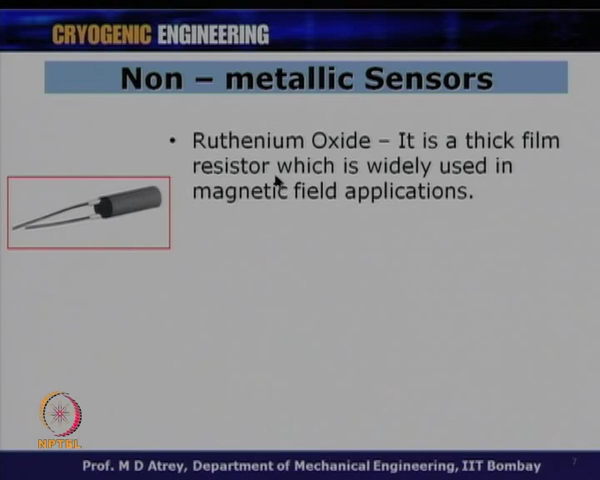 CRYOGENIC ENGINEERING
Non – metallic Sensors
• Ruthenium Oxide – It is a thick film
resistor which is widely used in
magnetic field applications.
NPTEL
Prof. M D Atrey, Department of Mechanical Engineering, IIT Bombay
7